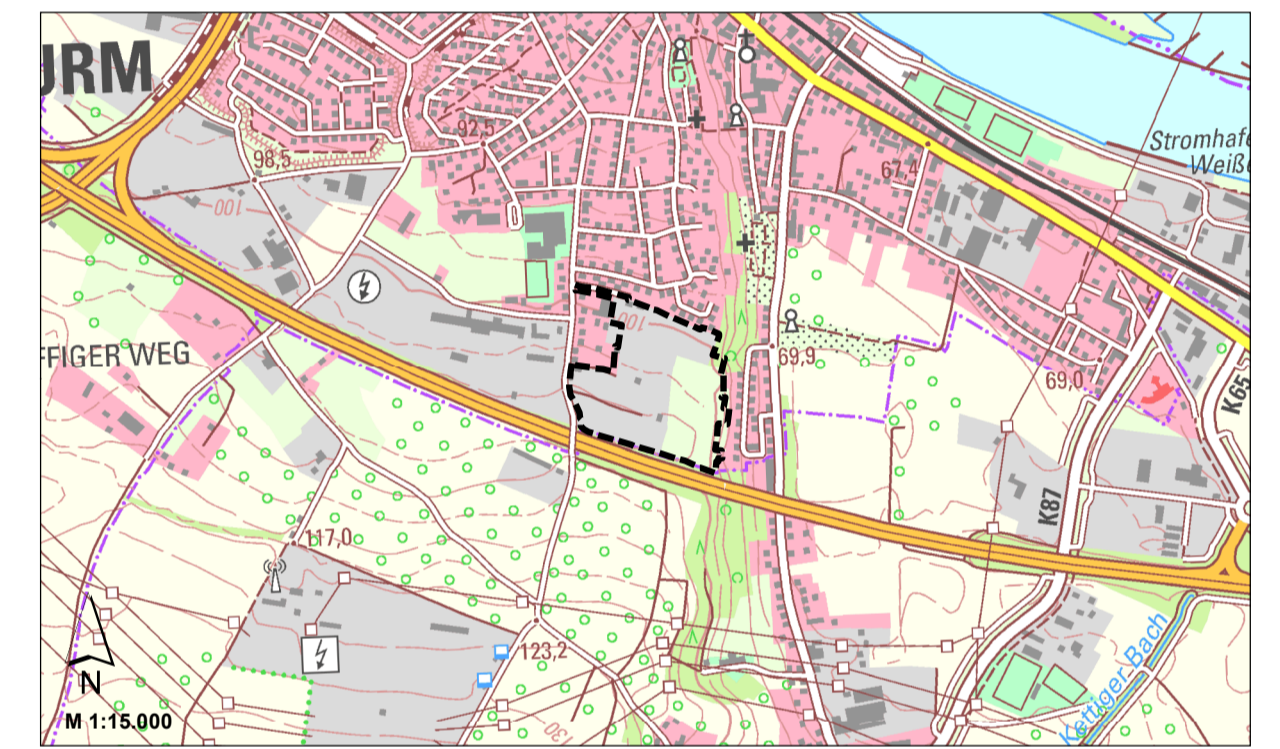 URM
Stromhafe
Weiße
92,5
98,5
67,4
100
100
FFIGER WEG
69,9
69,0
K65
K87
117,0
123,2
130
Kettiger Bach
N
M 1:15.000